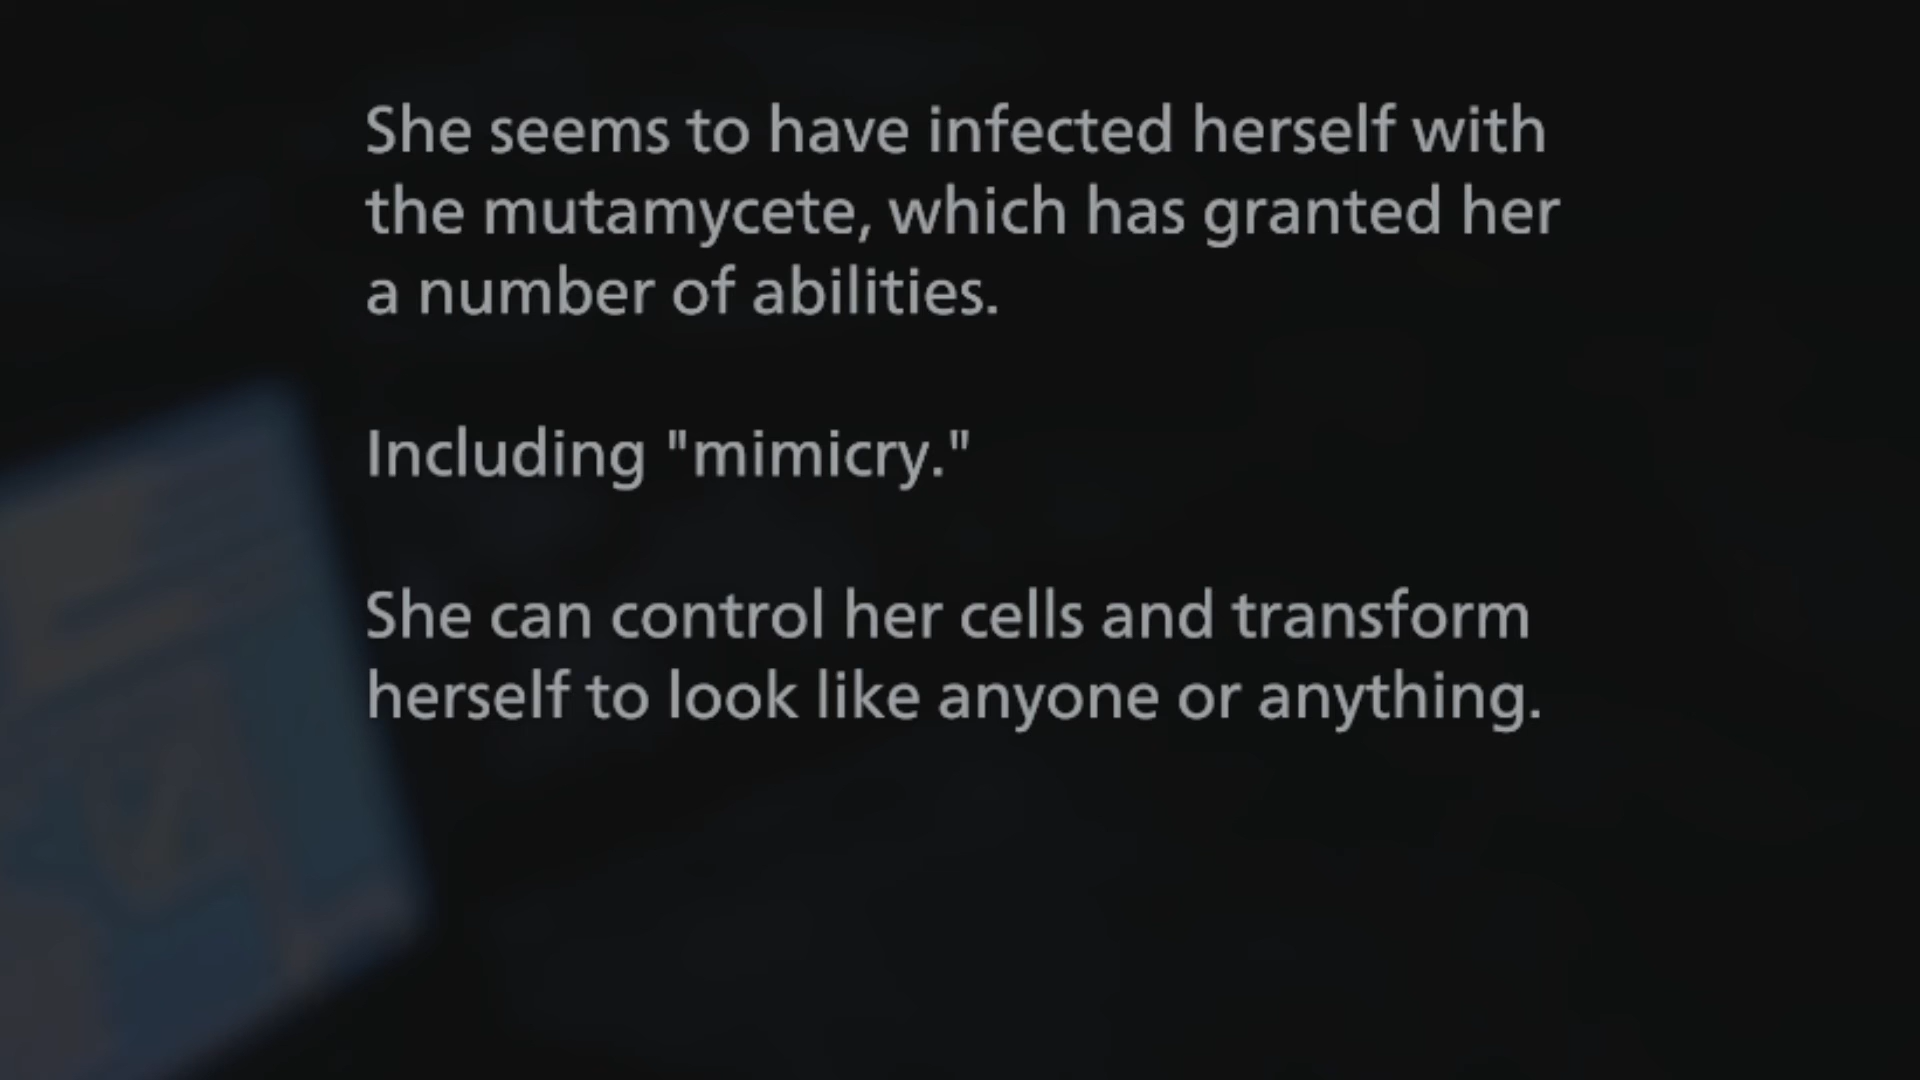 She seems to have infected herself with
the mutamycete, which has granted her
a number of abilities.
Including "mimicry."
She can control her cells and transform
herself to look like anyone or anything.